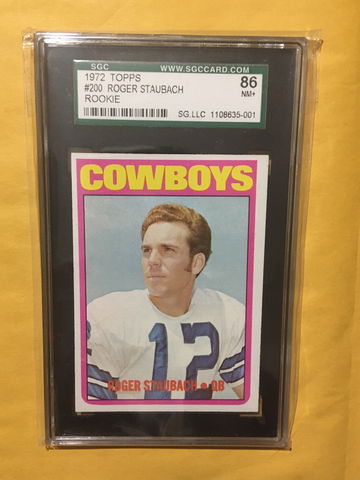 SGC WWW.SGCCARD.COM
1972 TOPPS 86
#200 ROGER STAUBACH NM+
ROOKIE SG.LLC 1108635-001
COWBOYS
12
ROGER STAUBACH • QB